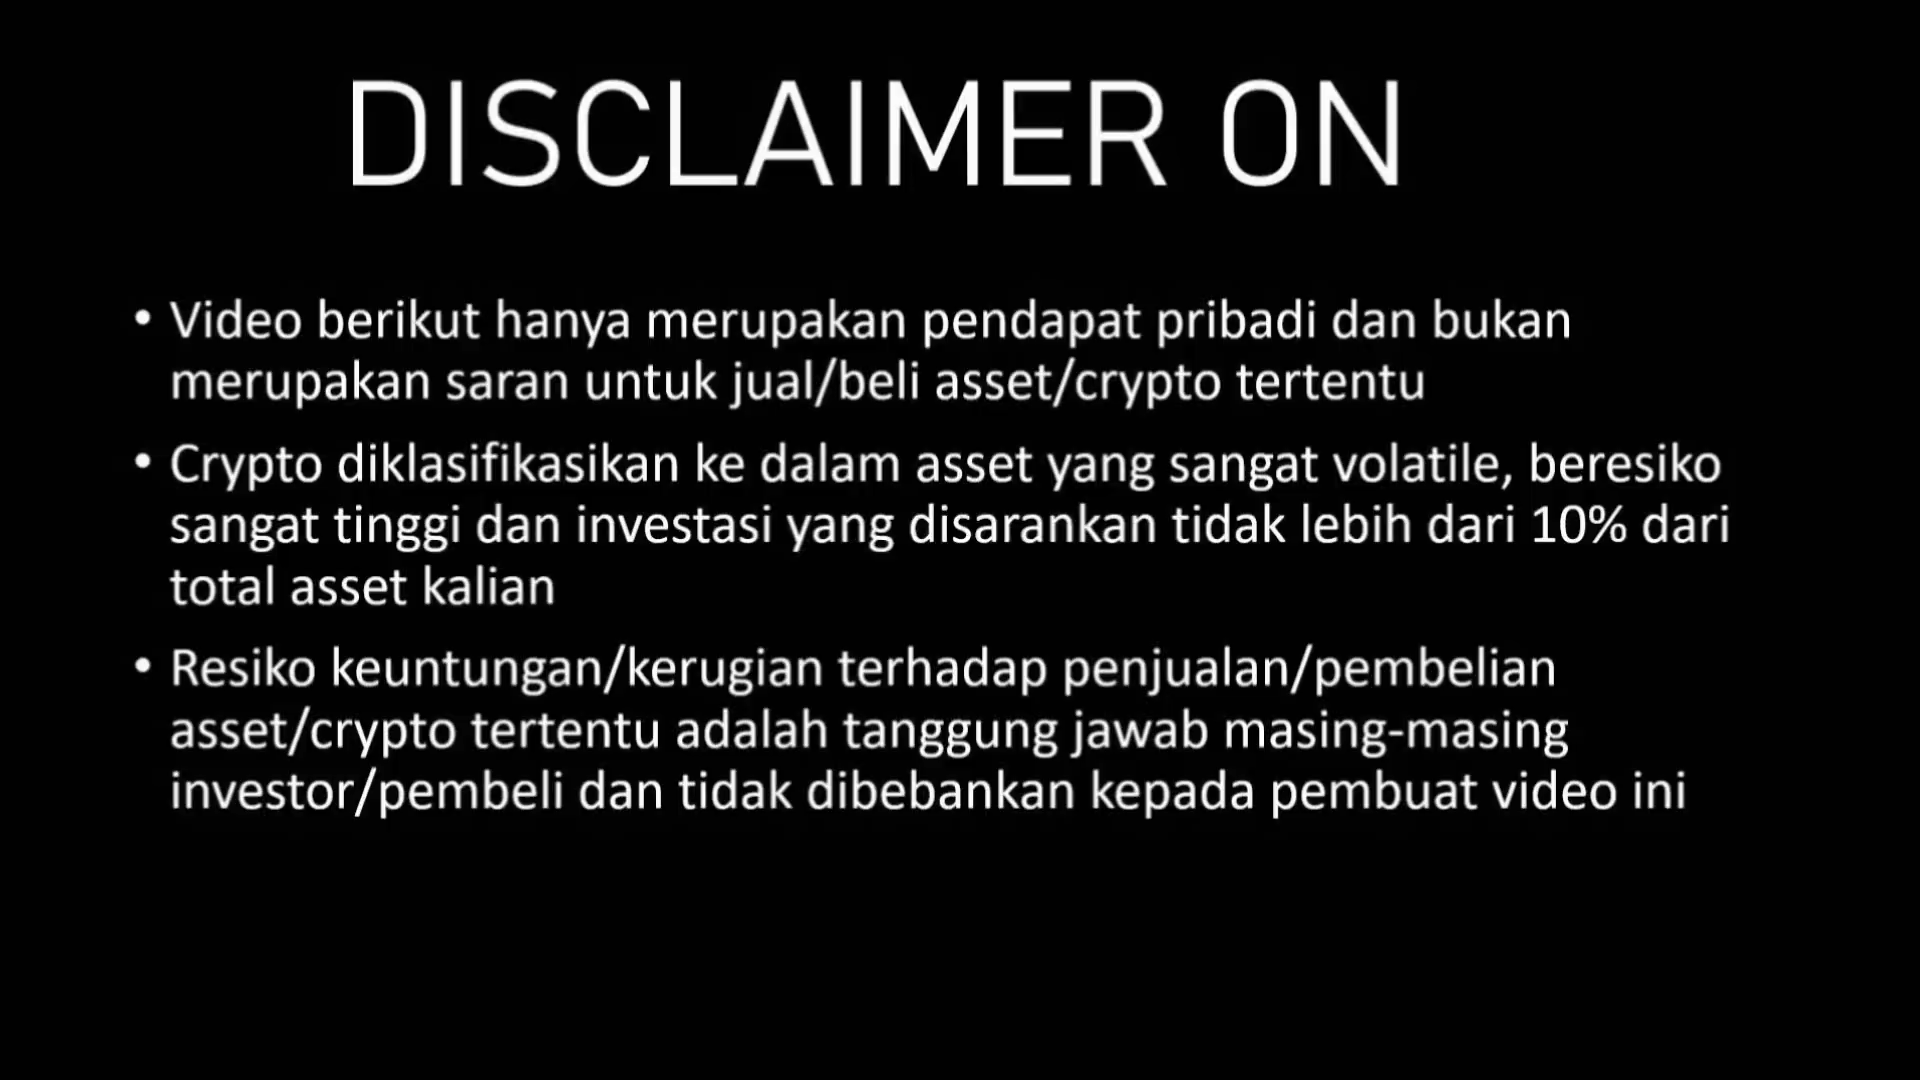 DISCLAIMER ON
• Video berikut hanya merupakan pendapat pribadi dan bukan
merupakan saran untuk jual/beli asset/crypto tertentu
• Crypto diklasifikasikan ke dalam asset yang sangat volatile, beresiko
sangat tinggi dan investasi yang disarankan tidak lebih dari 10% dari
total asset kalian
• Resiko keuntungan/kerugian terhadap penjualan/pembelian
asset/crypto tertentu adalah tanggung jawab masing-masing
investor/pembeli dan tidak dibebankan kepada pembuat video ini